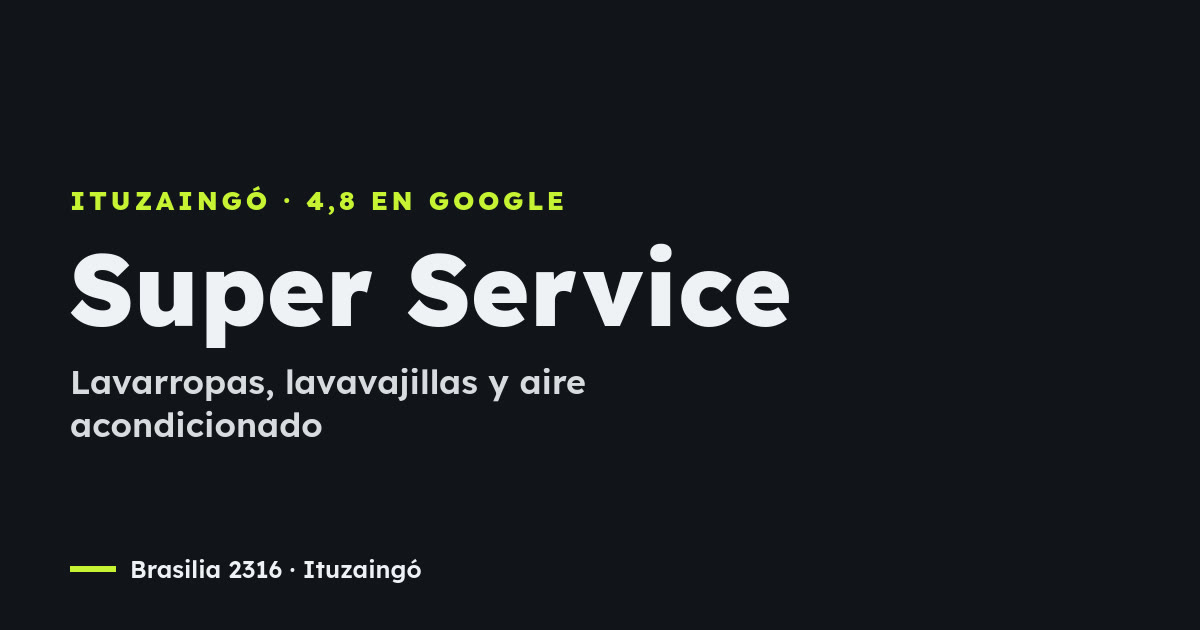 ITUZAINGÓ · 4,8 EN GOOGLE
Super Service
Lavarropas, lavavajillas y aire
acondicionado
Brasilia 2316 · Ituzaingó